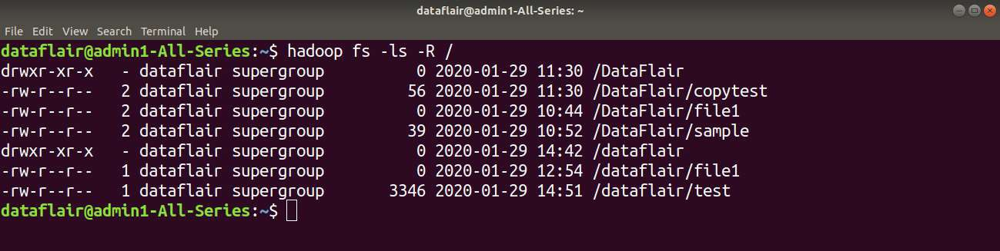 dataflair@admin1-All-Series: ~
File Edit View Search Terminal Help
dataflair@admin1-All-Series:~$ hadoop fs -ls -R /
drwxr-xr-x   - dataflair supergroup          0 2020-01-29 11:30 /DataFlair
-rw-r--r--   2 dataflair supergroup         56 2020-01-29 11:30 /DataFlair/copytest
-rw-r--r--   2 dataflair supergroup          0 2020-01-29 10:44 /DataFlair/file1
-rw-r--r--   2 dataflair supergroup         39 2020-01-29 10:52 /DataFlair/sample
drwxr-xr-x   - dataflair supergroup          0 2020-01-29 14:42 /dataflair
-rw-r--r--   1 dataflair supergroup          0 2020-01-29 12:54 /dataflair/file1
-rw-r--r--   1 dataflair supergroup       3346 2020-01-29 14:51 /dataflair/test
dataflair@admin1-All-Series:~$